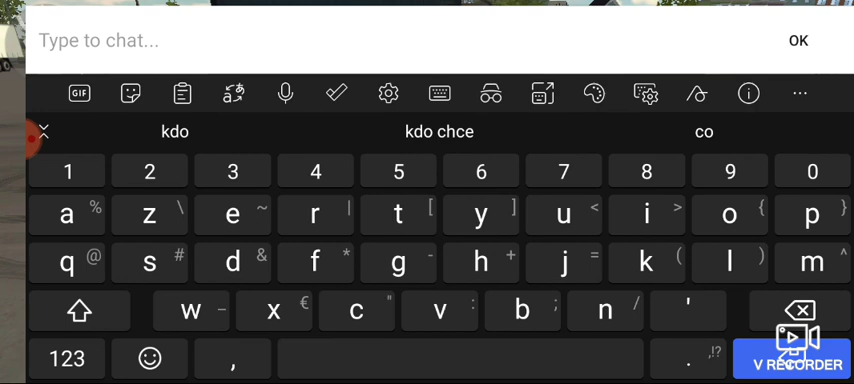 Type to chat...
OK
GIF
kdo kdo chce co
1 2 3 4 5 6 7 8 9 0
a % z \ e ~ r | t [ y ] u < i > o { p }
q @ s # d & f * g - h + j = k ( l ) m ^
w _ x € c " v : b ; n / '
123 , . ,!?
V RECORDER